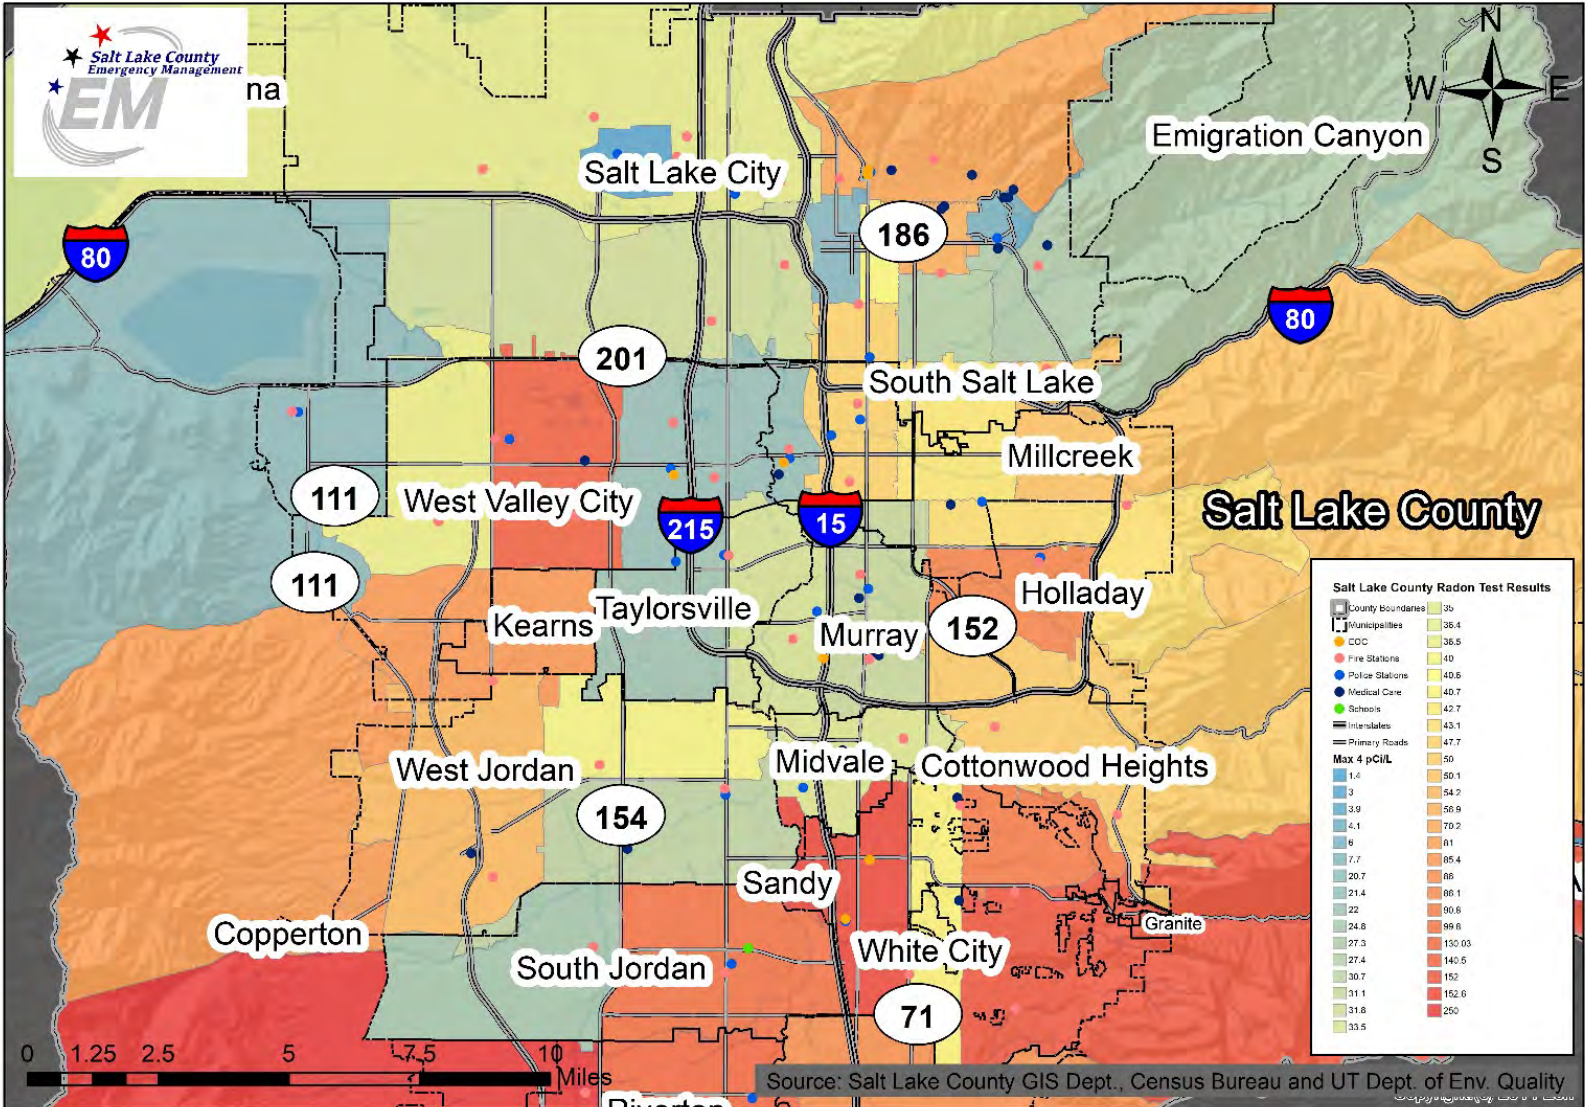 Salt Lake County
Emergency Management
EM
na
N
W
E
S
Emigration Canyon
Salt Lake City
186
80
80
201
South Salt Lake
Millcreek
111
West Valley City
215
15
Salt Lake County
111
Kearns
Taylorsville
Murray
152
Holladay
West Jordan
Midvale
Cottonwood Heights
154
Sandy
Copperton
Granite
White City
South Jordan
71
Riverton
Salt Lake County Radon Test Results
County Boundaries
Municipalities
EOC
Fire Stations
Police Stations
Medical Care
Schools
Interstates
Primary Roads
Max 4 pCi/L
1.4
3
3.9
4.1
6
7.7
20.7
21.4
22
24.8
27.3
27.4
30.7
31.1
31.8
33.5
35
36.4
38.5
40
40.6
40.7
42.7
43.1
47.7
50
50.1
54.2
58.9
70.2
81
85.4
86
86.1
90.8
99.8
130.03
140.5
152
152.6
250
0 1.25 2.5 5 7.5 10
Miles
Source: Salt Lake County GIS Dept., Census Bureau and UT Dept. of Env. Quality